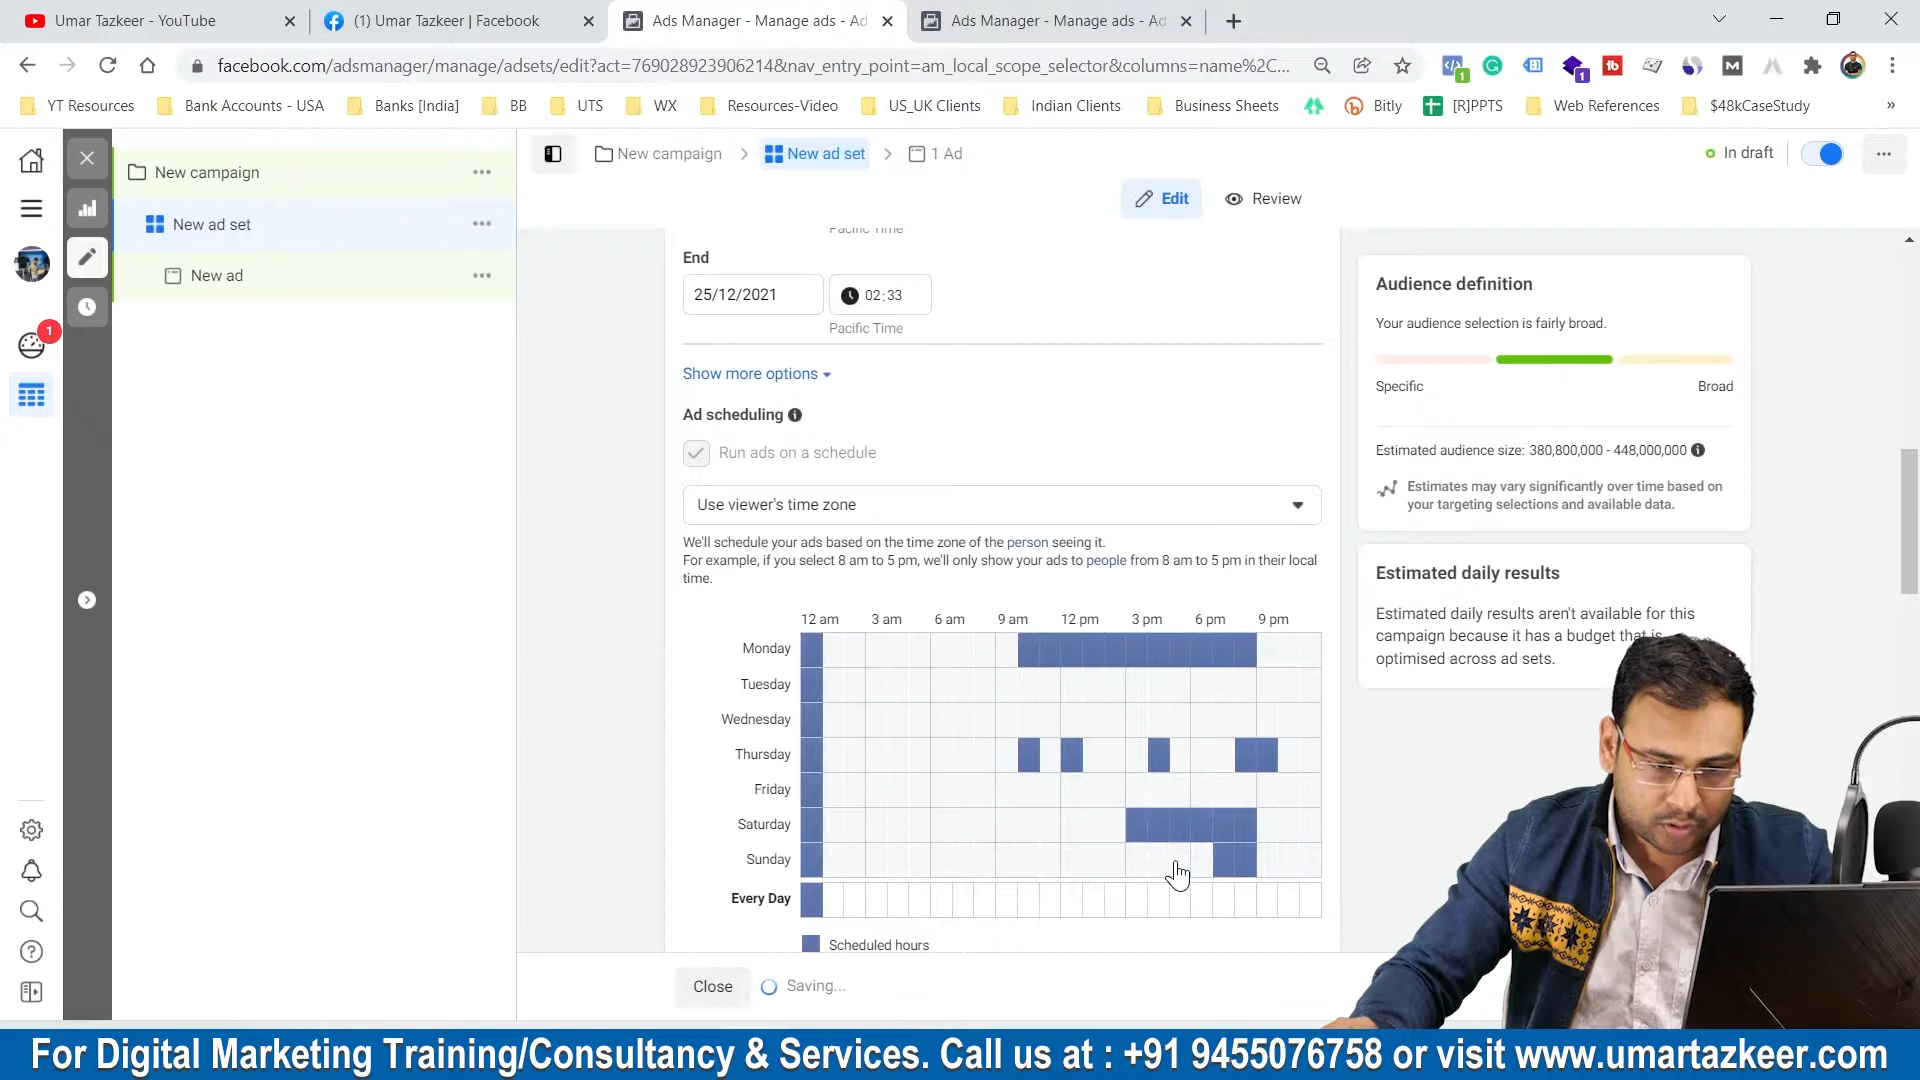 Umar Tazkeer - YouTube
(1) Umar Tazkeer | Facebook
Ads Manager - Manage ads - Ad
Ads Manager - Manage ads - Ad
facebook.com/adsmanager/manage/adsets/edit?act=769028923906214&nav_entry_point=am_local_scope_selector&columns=name%2C...
YT Resources
Bank Accounts - USA
Banks [India]
BB
UTS
WX
Resources-Video
US_UK Clients
Indian Clients
Business Sheets
Bitly
[R]PPTS
Web References
$48kCaseStudy
»
New campaign
New ad set
New ad
1
New campaign
New ad set
1 Ad
In draft
Edit
Review
Pacific Time
End
25/12/2021
02:33
Pacific Time
Show more options
Ad scheduling
Run ads on a schedule
Use viewer's time zone
We'll schedule your ads based on the time zone of the person seeing it.
For example, if you select 8 am to 5 pm, we'll only show your ads to people from 8 am to 5 pm in their local
time.
12 am 3 am 6 am 9 am 12 pm 3 pm 6 pm 9 pm
Monday
Tuesday
Wednesday
Thursday
Friday
Saturday
Sunday
Every Day
Scheduled hours
Close
Saving...
Audience definition
Your audience selection is fairly broad.
Specific
Broad
Estimated audience size: 380,800,000 - 448,000,000
Estimates may vary significantly over time based on
your targeting selections and available data.
Estimated daily results
Estimated daily results aren't available for this
campaign because it has a budget that is
optimised across ad sets.
For Digital Marketing Training/Consultancy & Services. Call us at : +91 9455076758 or visit www.umartazkeer.com